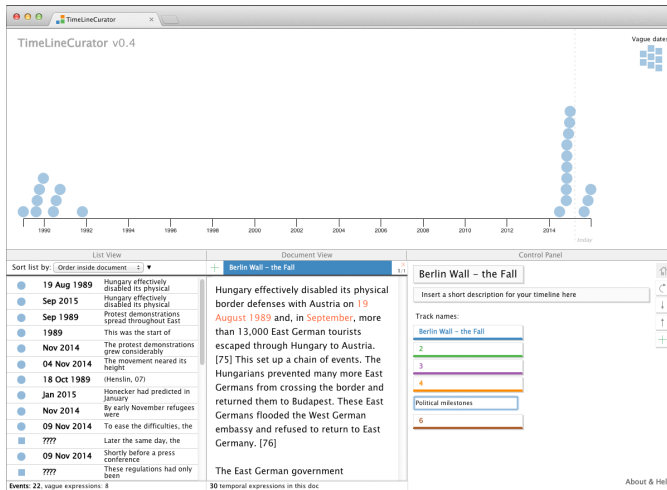 TimeLineCurator
TimeLineCurator v0.4
Vague dates
1990 1992 1994 1996 1998 2000 2002 2004 2006 2008 2010 2012 2014
today
List View
Document View
Control Panel
Sort list by: Order inside document ▼
19 Aug 1989 Hungary effectively
disabled its physical
Sep 2015 Hungary effectively
disabled its physical
Sep 1989 Protest demonstrations
spread throughout East
1989 This was the start of
Nov 2014 The protest demonstrations
grew considerably
04 Nov 2014 The movement neared its
height
18 Oct 1989 (Henslin, 07)
Jan 2015 Honecker had predicted in
January
Nov 2014 By early November refugees
were
09 Nov 2014 To ease the difficulties, the
???? Later the same day, the
09 Nov 2014 Shortly before a press
conference
???? These regulations had only
been
Events: 22, vague expressions: 8
+ Berlin Wall - the Fall
1/1
Hungary effectively disabled its physical
border defenses with Austria on 19
August 1989 and, in September, more
than 13,000 East German tourists
escaped through Hungary to Austria.
[75] This set up a chain of events. The
Hungarians prevented many more East
Germans from crossing the border and
returned them to Budapest. These East
Germans flooded the West German
embassy and refused to return to East
Germany. [76]
The East German government
30 temporal expressions in this doc
Berlin Wall - the Fall
Insert a short description for your timeline here
Track names:
Berlin Wall - the Fall
2
3
4
Political milestones
6
About & Hel